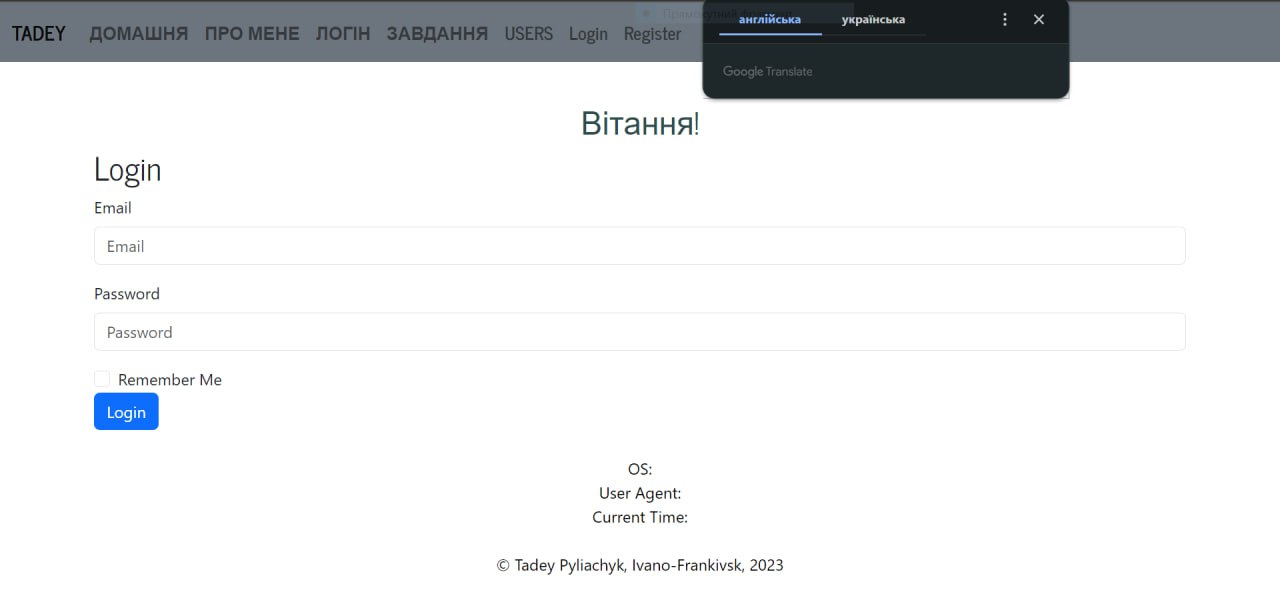 TADEY ДОМАШНЯ ПРО МЕНЕ ЛОГІН ЗАВДАННЯ USERS Login Register
англійська українська
Google Translate
Вітання!
Login
Email
Email
Password
Password
Remember Me
Login
OS:
User Agent:
Current Time:
© Tadey Pyliachyk, Ivano-Frankivsk, 2023